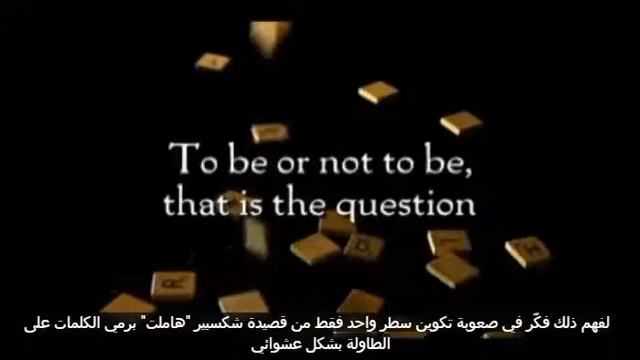 To be or not to be,
that is the question
R
D
H
لفهم ذلك فكّر في صعوبة تكوين سطر واحد فقط من قصيدة شكسبير "هاملت" برمي الكلمات على
الطاولة بشكل عشوائي